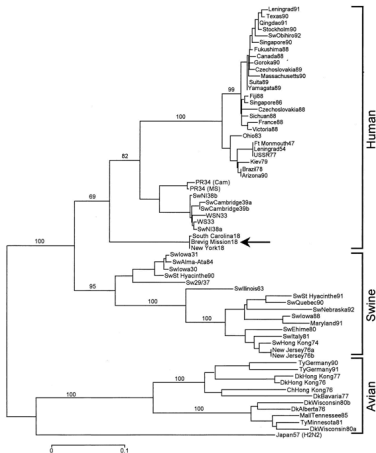 Leningrad91
Texas90
Qingdao91
Stockholm90
SwObihiro92
Singapore90
Fukushima88
Canada88
Goroka90
Czechoslovakia89
Massachusetts90
Suita89
Yamagata89
99
Fiji88
Singapore86
Czechoslovakia88
Sichuan88
France88
Victoria88
100
Ohio83
Ft Monmouth47
Leningrad54
USSR77
Kiev79
Brazil78
Arizona90
82
PR34 (Cam)
PR34 (MS)
SwNI38b
SwCambridge39a
SwCambridge39b
WSN33
WS33
SwNI38a
69
South Carolina18
Brevig Mission18
New York18
Human
100
SwIowa31
SwAlma-Ata84
SwIowa30
SwSt Hyacinthe90
Sw29/37
95
SwIllinois63
100
SwSt Hyacinthe91
SwQuebec90
SwNebraska92
SwIowa88
Maryland91
SwEhime80
SwItaly81
SwHong Kong74
New Jersey76a
New Jersey76b
Swine
TyGermany90
TyGermany91
DkHong Kong77
DkHong Kong76
ChHong Kong76
DkBavaria77
100
100
DkWisconsin80b
DkAlberta76
MallTennessee85
TyMinnesota81
DkWisconsin80a
100
Avian
Japan57 (H2N2)
0
0.1